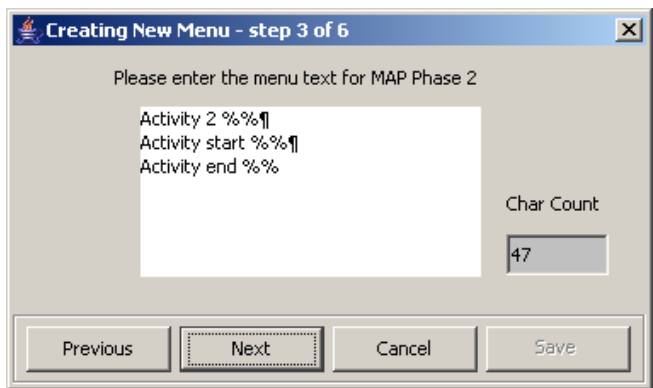 Creating New Menu - step 3 of 6
Please enter the menu text for MAP Phase 2
Activity 2 %%¶
Activity start %%¶
Activity end %%
Char Count
47
Previous Next Cancel Save